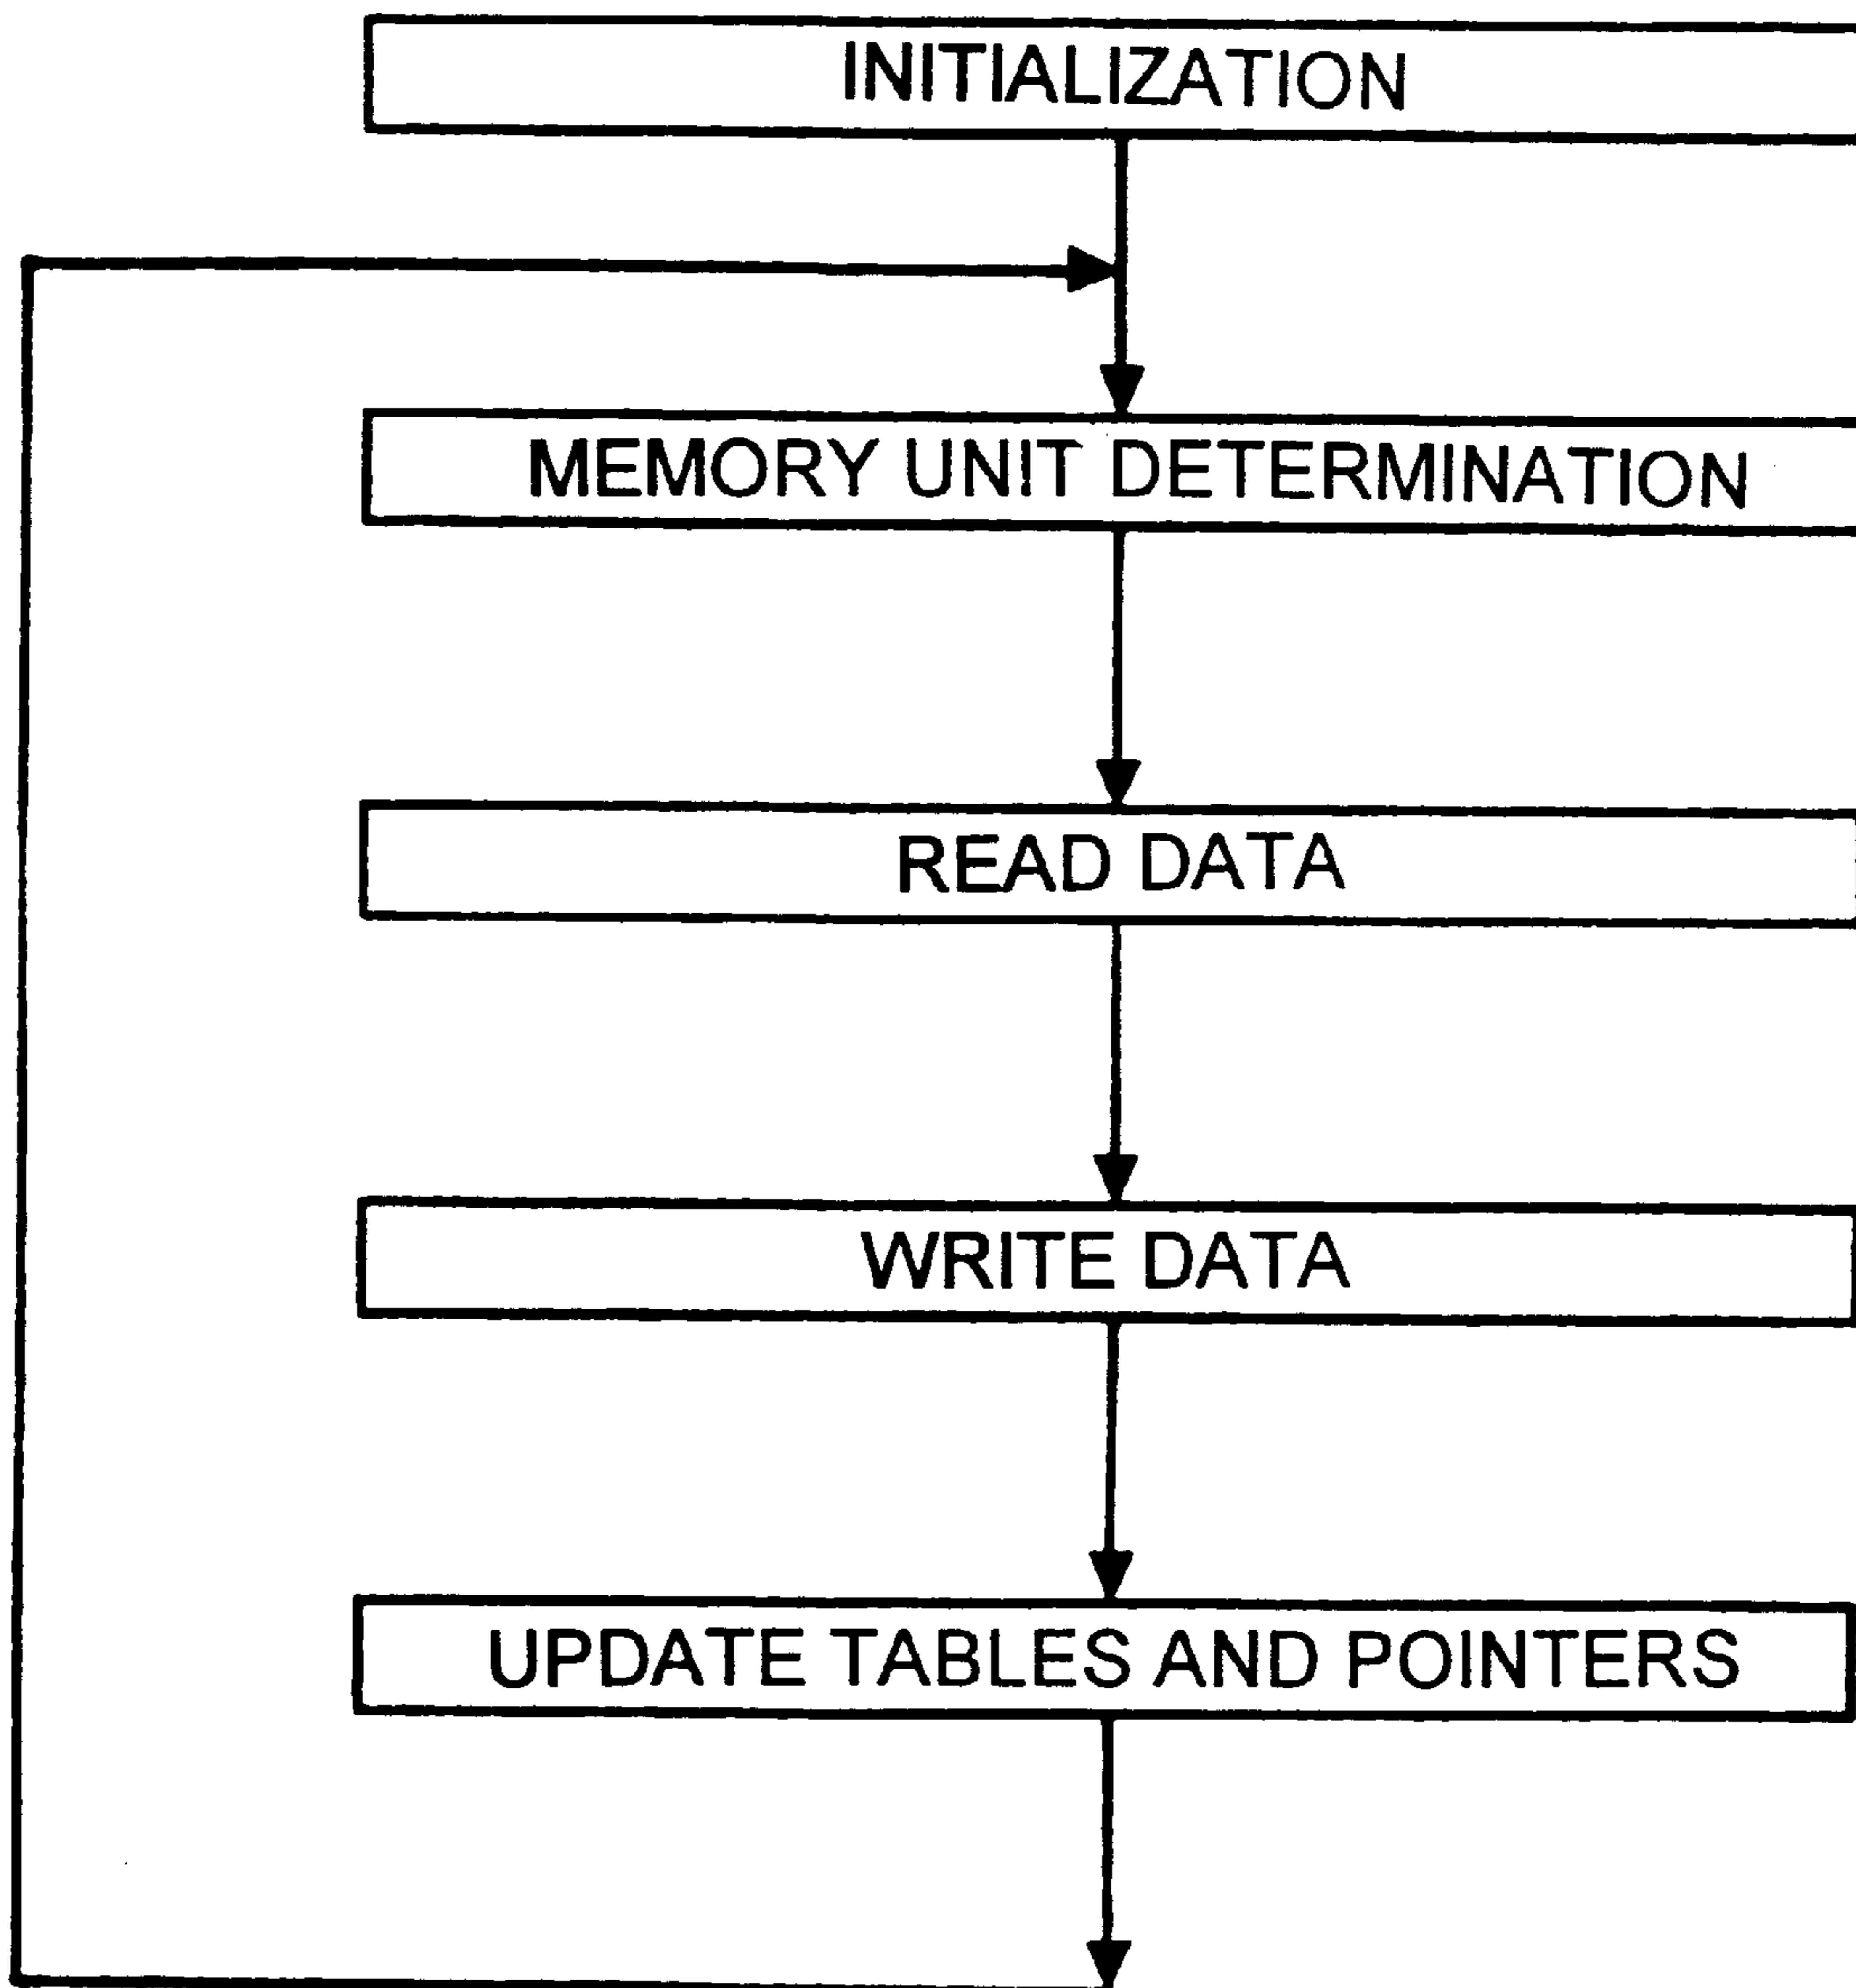 INITIALIZATION
MEMORY UNIT DETERMINATION
READ DATA
WRITE DATA
UPDATE TABLES AND POINTERS